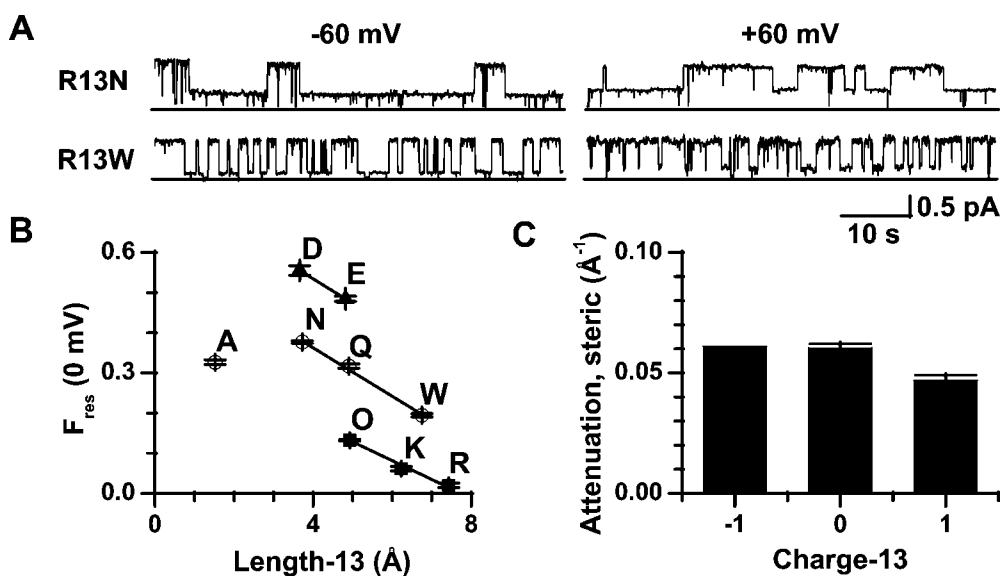 A
-60 mV
+60 mV
R13N
R13W
0.5 pA
10 s
B
F_res (0 mV)
0.6
0.3
0.0
D
E
N
A
Q
W
O
K
R
0
4
8
Length-13 (Å)
C
Attenuation, steric (Å⁻¹)
0.10
0.05
0.00
-1
0
1
Charge-13